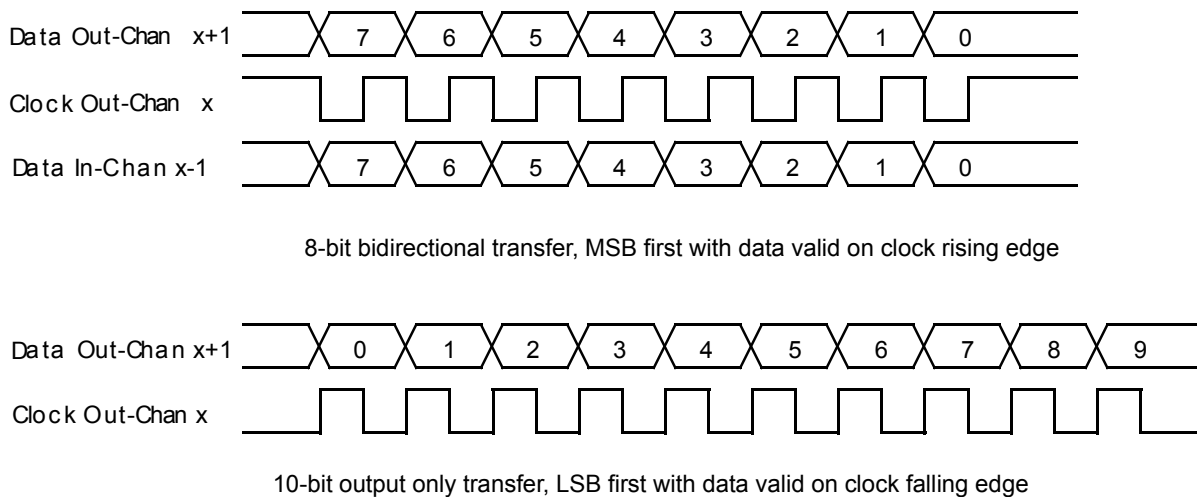 Data Out-Chan x+1 7 6 5 4 3 2 1 0
Clock Out-Chan x
Data In-Chan x-1 7 6 5 4 3 2 1 0
8-bit bidirectional transfer, MSB first with data valid on clock rising edge
Data Out-Chan x+1 0 1 2 3 4 5 6 7 8 9
Clock Out-Chan x
10-bit output only transfer, LSB first with data valid on clock falling edge